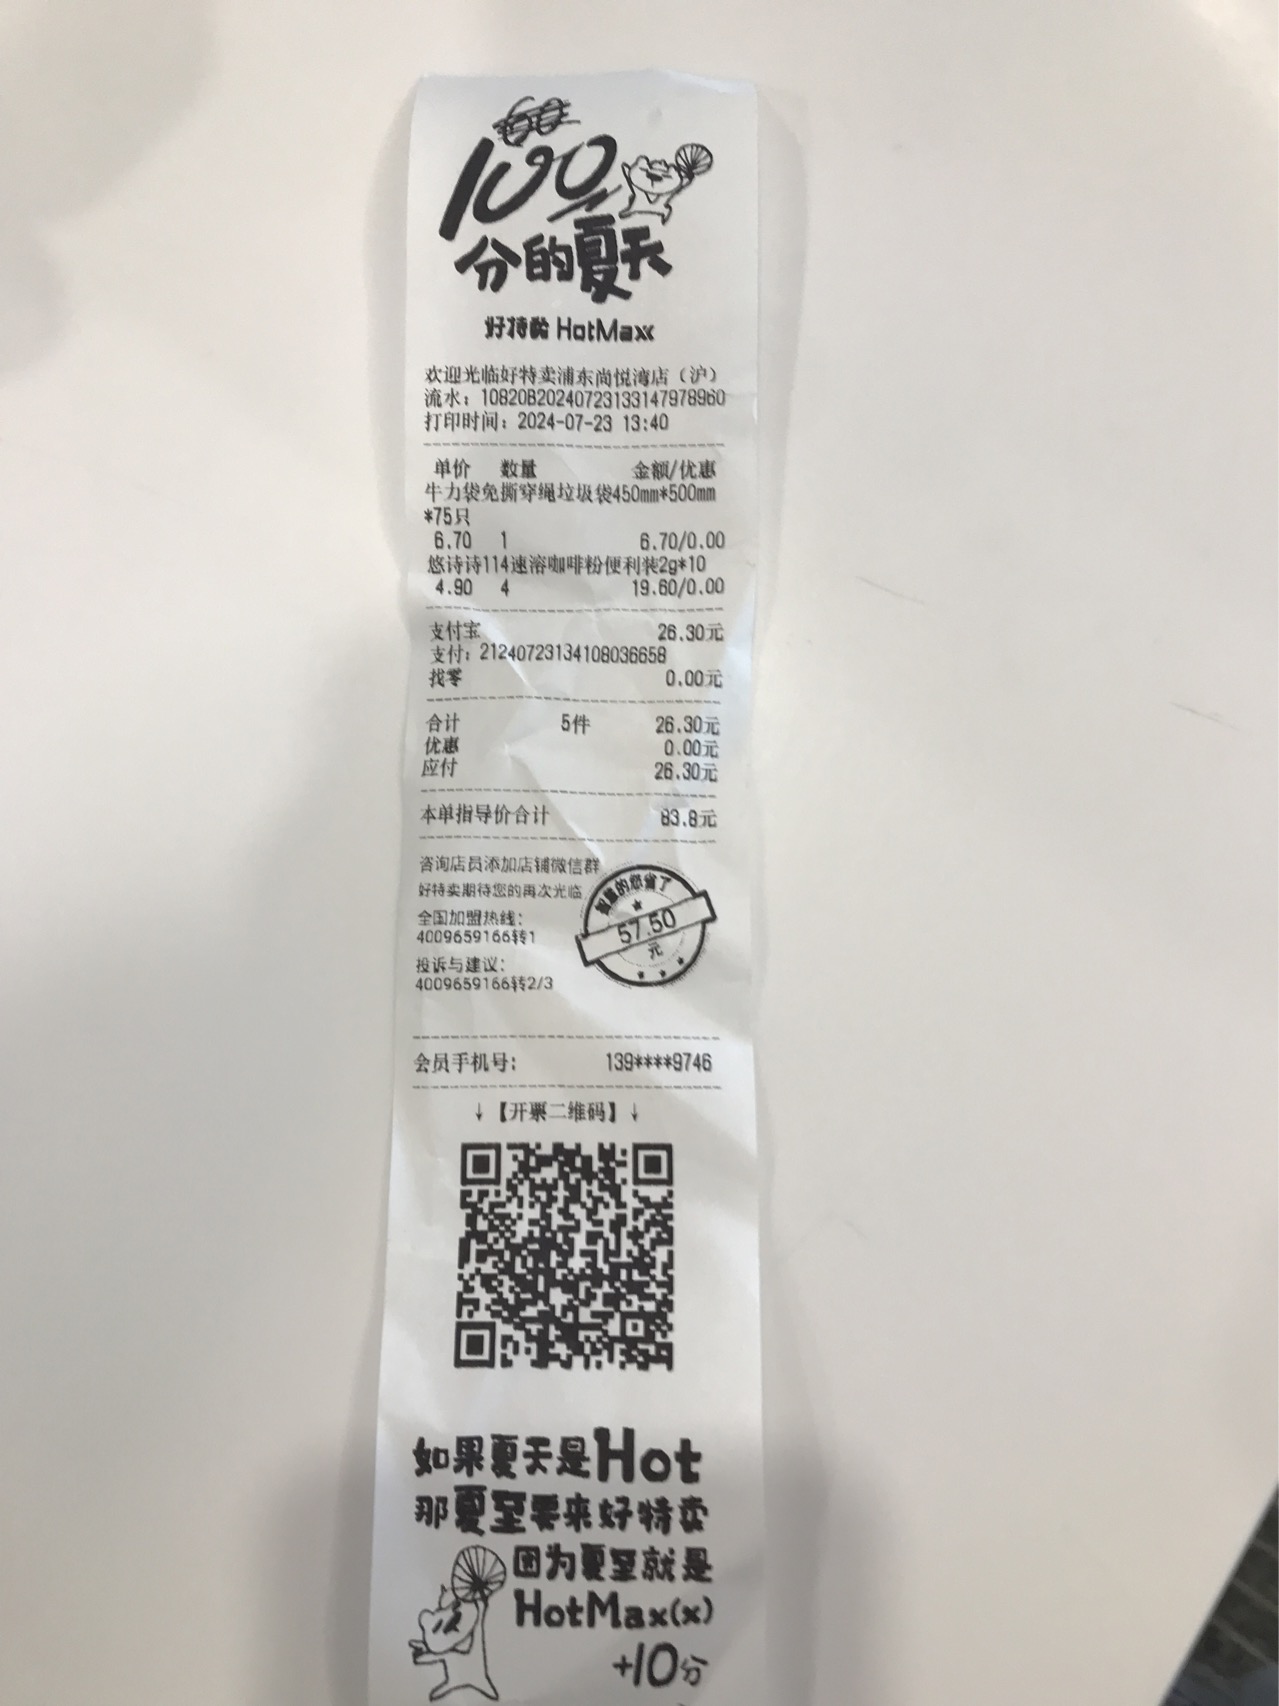 100
分的夏天
好特卖 HotMaxx
欢迎光临好特卖浦东尚悦湾店（沪）
流水：10820B20240723133147978960
打印时间：2024-07-23 13:40
单价 数量 金额/优惠
牛力袋免撕穿绳垃圾袋450mm*500mm
*75只
6.70 1 6.70/0.00
悠诗诗114速溶咖啡粉便利装2g*10
4.90 4 19.60/0.00
支付宝 26.30元
支付：21240723134108036658
找零 0.00元
合计 5件 26.30元
优惠 0.00元
应付 26.30元
本单指导价合计 83.8元
咨询店员添加店铺微信群
好特卖期待您的再次光临
全国加盟热线：
4009659166转1
投诉与建议：
4009659166转2/3
智慧的您省了
57.50
元
会员手机号： 139****9746
↓【开票二维码】↓
如果夏天是Hot
那夏至要来好特卖
因为夏至就是
HotMax(x)
+10分